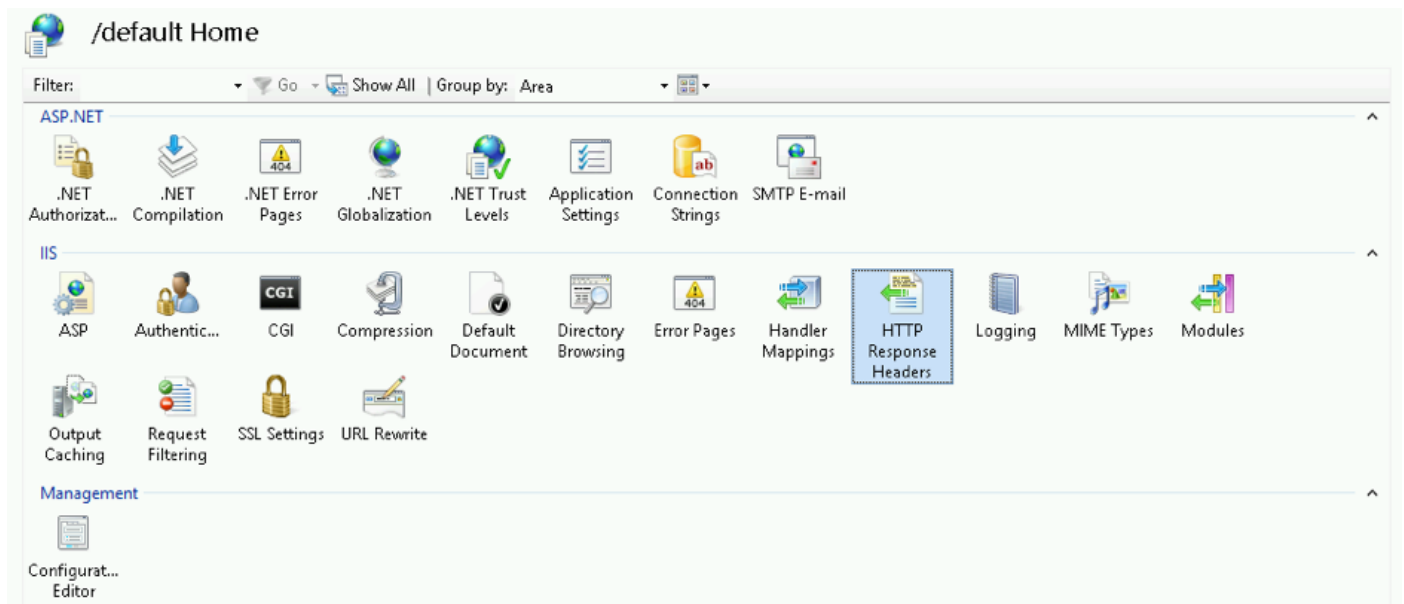 /default Home
Filter: Go Show All | Group by: Area
ASP.NET
.NET Authorizat...
.NET Compilation
.NET Error Pages
.NET Globalization
.NET Trust Levels
Application Settings
Connection Strings
SMTP E-mail
IIS
ASP
Authentic...
CGI
Compression
Default Document
Directory Browsing
Error Pages
Handler Mappings
HTTP Response Headers
Logging
MIME Types
Modules
Output Caching
Request Filtering
SSL Settings
URL Rewrite
Management
Configurat... Editor
404
ab
CGI
404